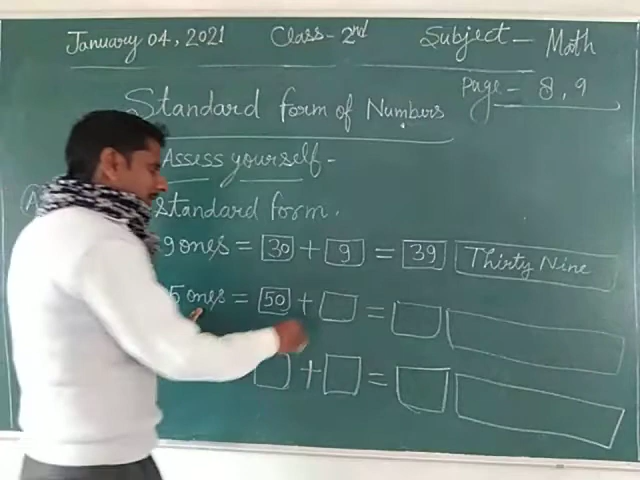 January 04, 2021 Class- 2nd Subject- Math
Page- 8, 9
Standard form of Numbers
Assess yourself-
standard form.
9 ones = 30 + 9 = 39 Thirty Nine
5 ones = 50 + =
+ =